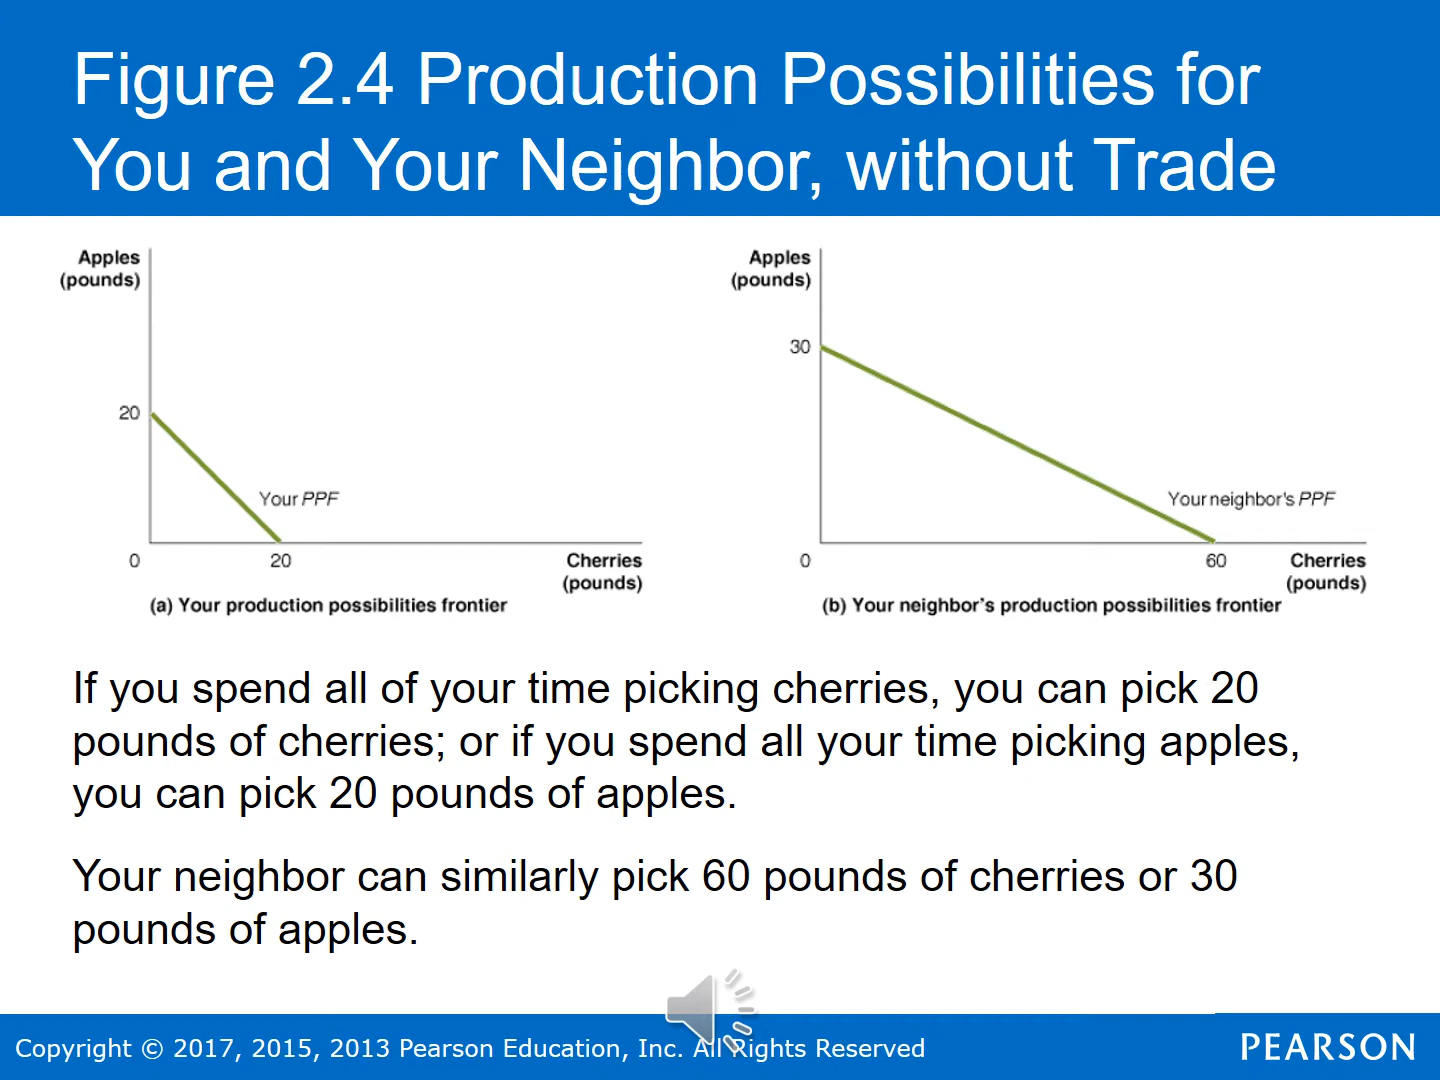 Figure 2.4 Production Possibilities for
You and Your Neighbor, without Trade
Apples
(pounds)
20
Your PPF
0
20
Cherries
(pounds)
(a) Your production possibilities frontier
Apples
(pounds)
30
Your neighbor's PPF
0
60
Cherries
(pounds)
(b) Your neighbor's production possibilities frontier
If you spend all of your time picking cherries, you can pick 20
pounds of cherries; or if you spend all your time picking apples,
you can pick 20 pounds of apples.
Your neighbor can similarly pick 60 pounds of cherries or 30
pounds of apples.
Copyright © 2017, 2015, 2013 Pearson Education, Inc. All Rights Reserved
PEARSON